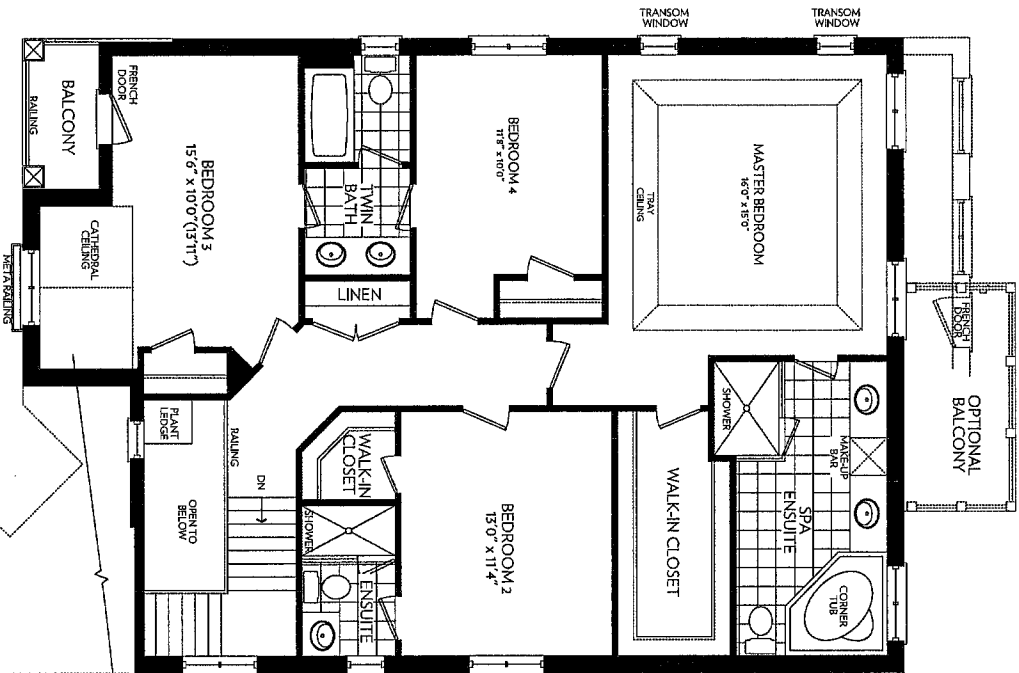 TRANSOM
WINDOW
TRANSOM
WINDOW
FRENCH
DOOR
BALCONY
RAILING
BEDROOM 3
15'6" x 10'0"(13'11")
TWIN
BATH
BEDROOM 4
11'8" x 10'0"
MASTER BEDROOM
16'0" x 15'0"
TRAY
CEILING
CATHEDRAL
CEILING
META RAILING
LINEN
FRENCH
DOOR
OPTIONAL
BALCONY
PLANT
LEDGE
RAILING
DN
OPEN TO
BELOW
WALK-IN
CLOSET
SHOWER
ENSUITE
BEDROOM 2
13'0" x 11'4"
WALK-IN CLOSET
SHOWER
MAKE-UP
BAR
SPA
ENSUITE
CORNER
TUB